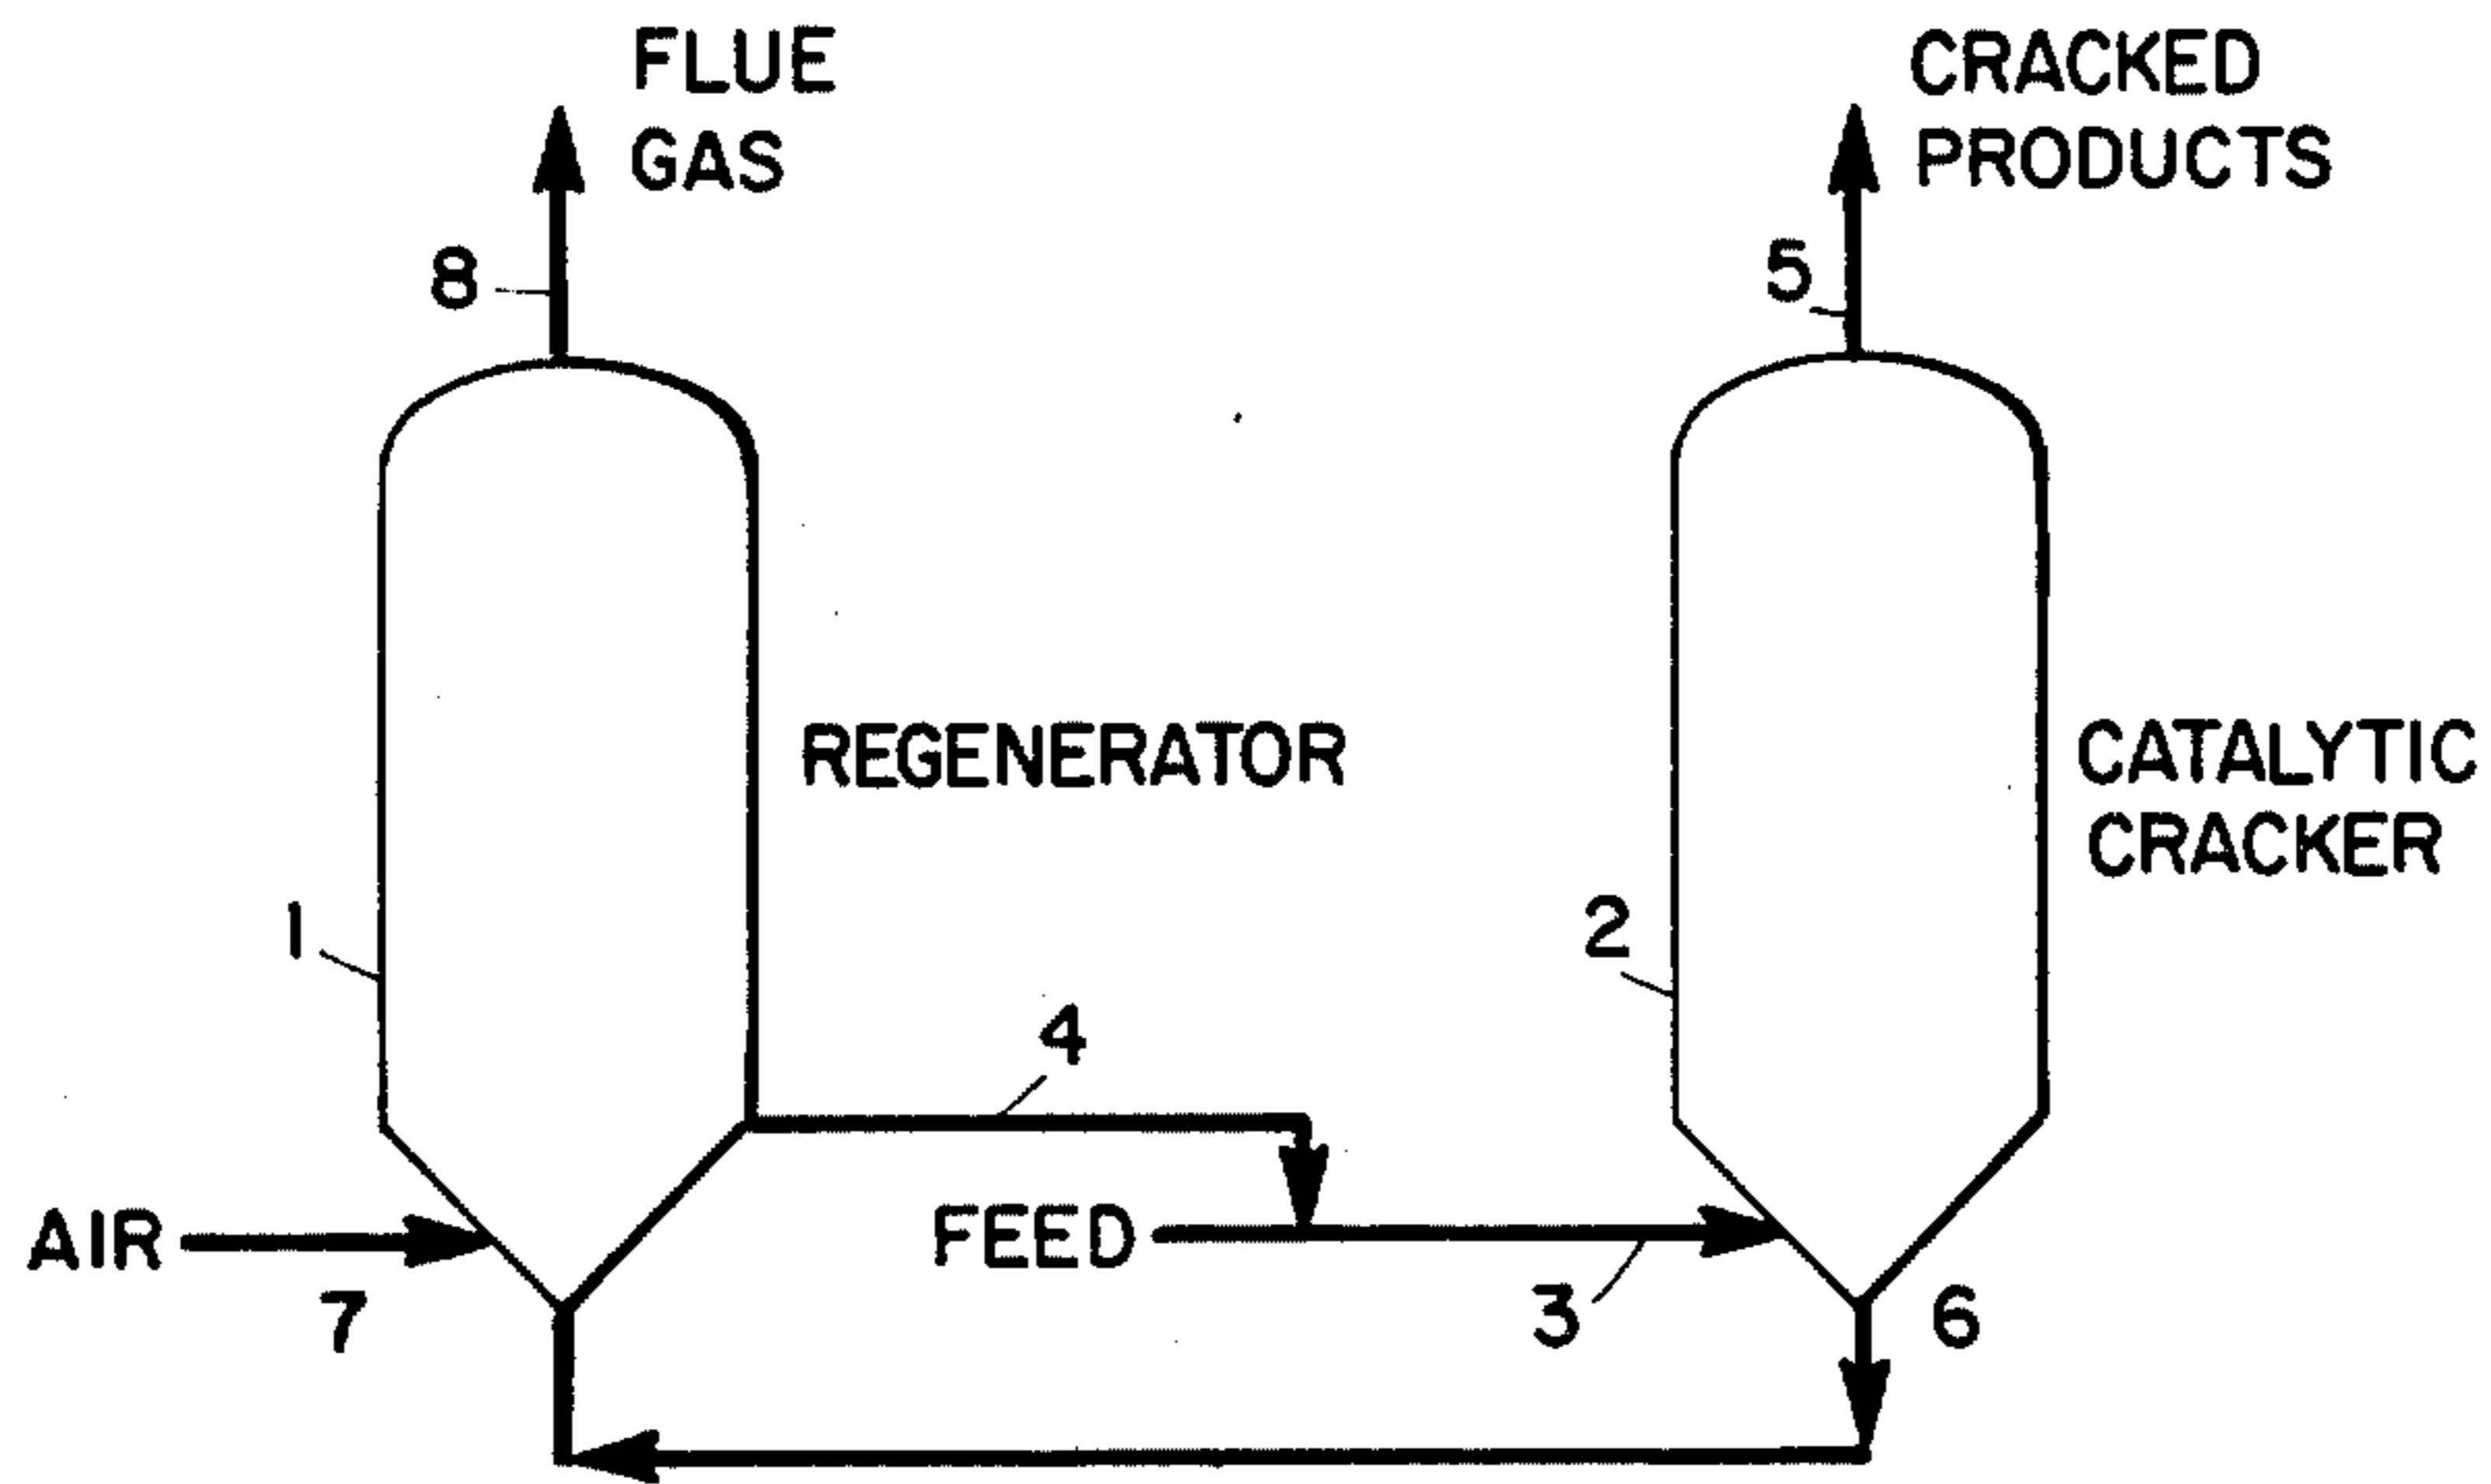 FLUE
GAS
CRACKED
PRODUCTS
8
5
REGENERATOR
CATALYTIC
CRACKER
1
2
4
AIR
FEED
7
3
6